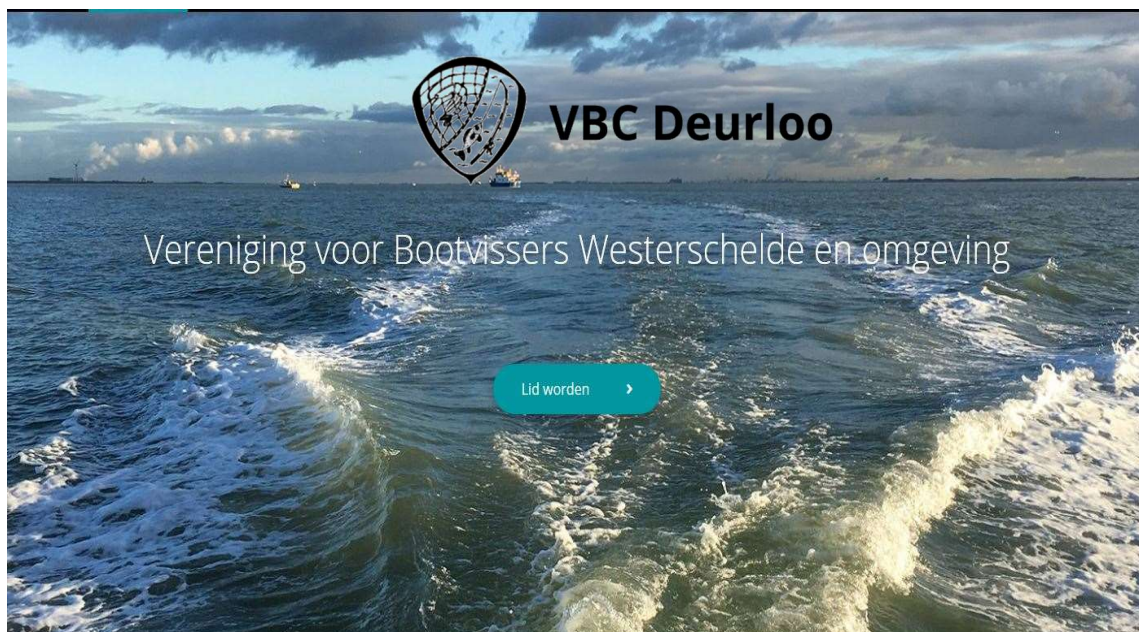 VBC Deurloo
Vereniging voor Bootvissers Westerschelde en omgeving
Lid worden